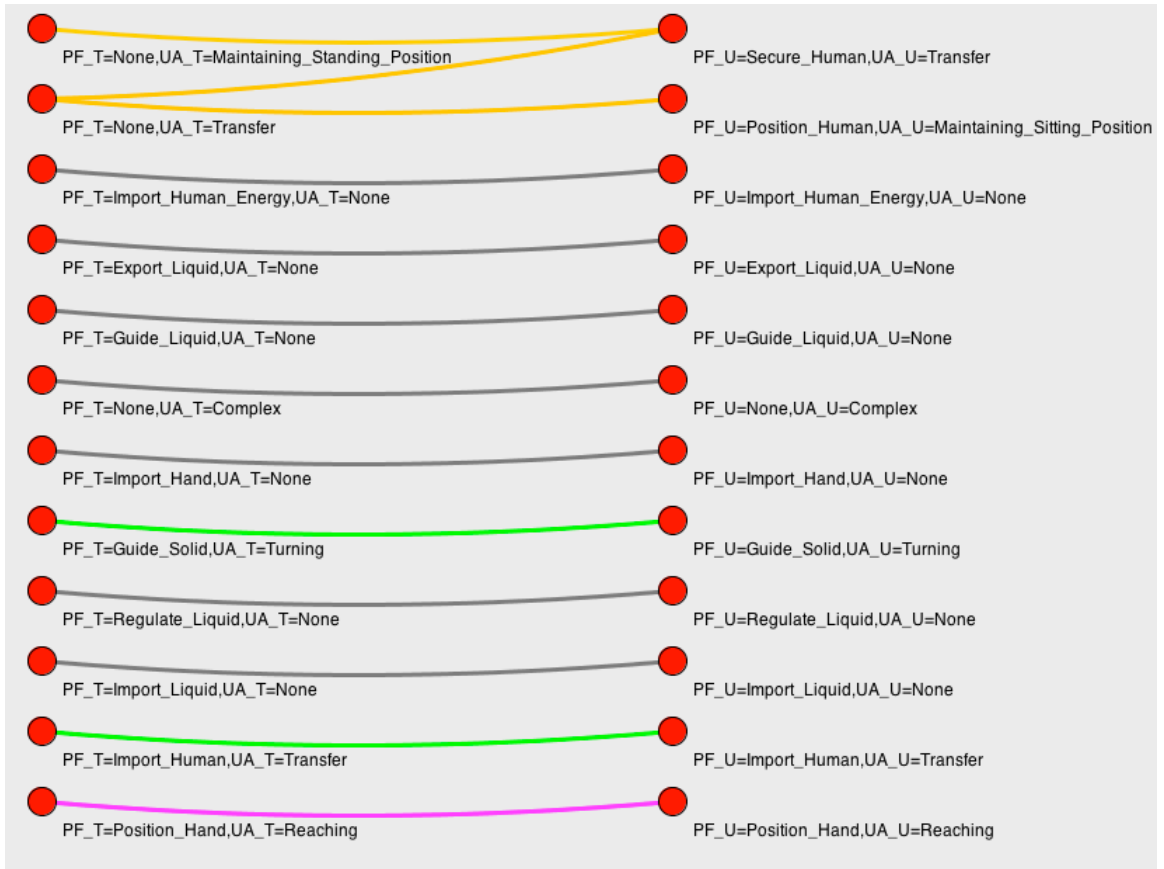 PF_T=None,UA_T=Maintaining_Standing_Position
PF_U=Secure_Human,UA_U=Transfer
PF_T=None,UA_T=Transfer
PF_U=Position_Human,UA_U=Maintaining_Sitting_Position
PF_T=Import_Human_Energy,UA_T=None
PF_U=Import_Human_Energy,UA_U=None
PF_T=Export_Liquid,UA_T=None
PF_U=Export_Liquid,UA_U=None
PF_T=Guide_Liquid,UA_T=None
PF_U=Guide_Liquid,UA_U=None
PF_T=None,UA_T=Complex
PF_U=None,UA_U=Complex
PF_T=Import_Hand,UA_T=None
PF_U=Import_Hand,UA_U=None
PF_T=Guide_Solid,UA_T=Turning
PF_U=Guide_Solid,UA_U=Turning
PF_T=Regulate_Liquid,UA_T=None
PF_U=Regulate_Liquid,UA_U=None
PF_T=Import_Liquid,UA_T=None
PF_U=Import_Liquid,UA_U=None
PF_T=Import_Human,UA_T=Transfer
PF_U=Import_Human,UA_U=Transfer
PF_T=Position_Hand,UA_T=Reaching
PF_U=Position_Hand,UA_U=Reaching